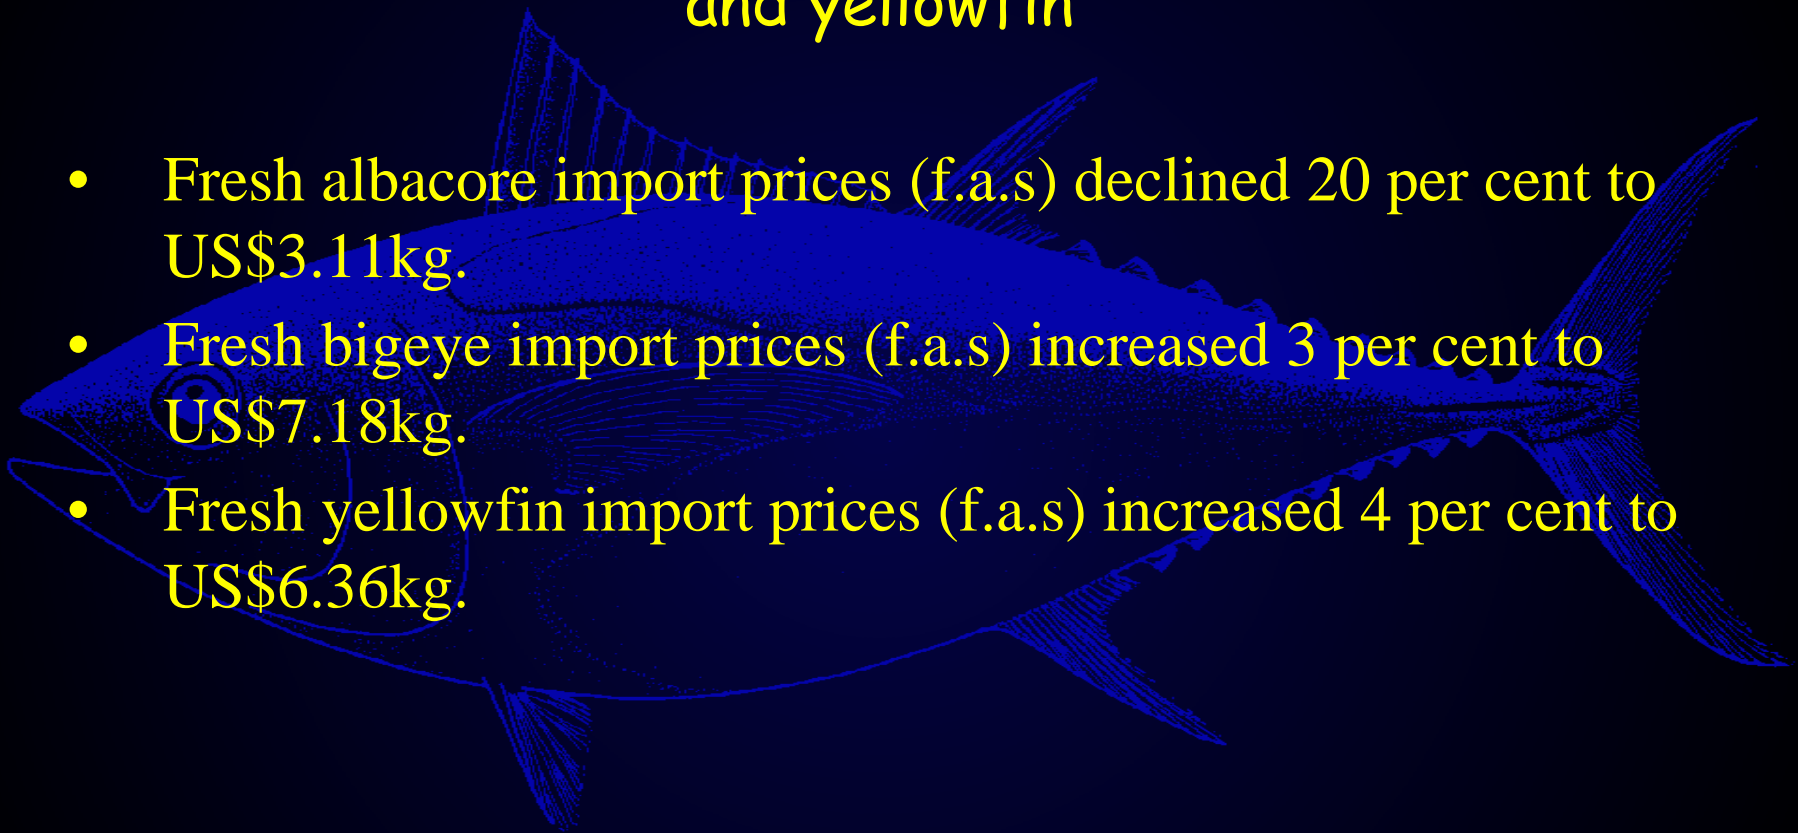 and yellowfin
• Fresh albacore import prices (f.a.s) declined 20 per cent to
US$3.11kg.
• Fresh bigeye import prices (f.a.s) increased 3 per cent to
US$7.18kg.
• Fresh yellowfin import prices (f.a.s) increased 4 per cent to
US$6.36kg.